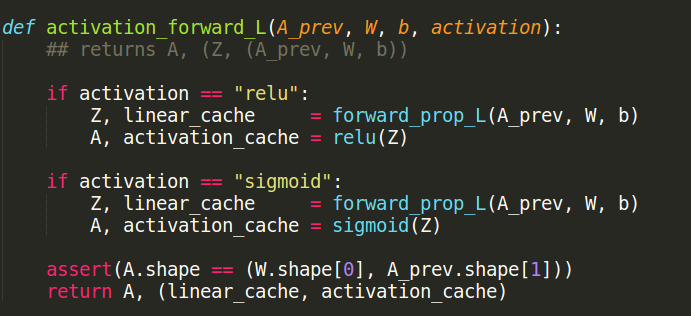 def activation_forward_L(A_prev, W, b, activation):
    ## returns A, (Z, (A_prev, W, b))
    if activation == "relu":
        Z, linear_cache     = forward_prop_L(A_prev, W, b)
        A, activation_cache = relu(Z)
    if activation == "sigmoid":
        Z, linear_cache     = forward_prop_L(A_prev, W, b)
        A, activation_cache = sigmoid(Z)
    assert(A.shape == (W.shape[0], A_prev.shape[1]))
    return A, (linear_cache, activation_cache)